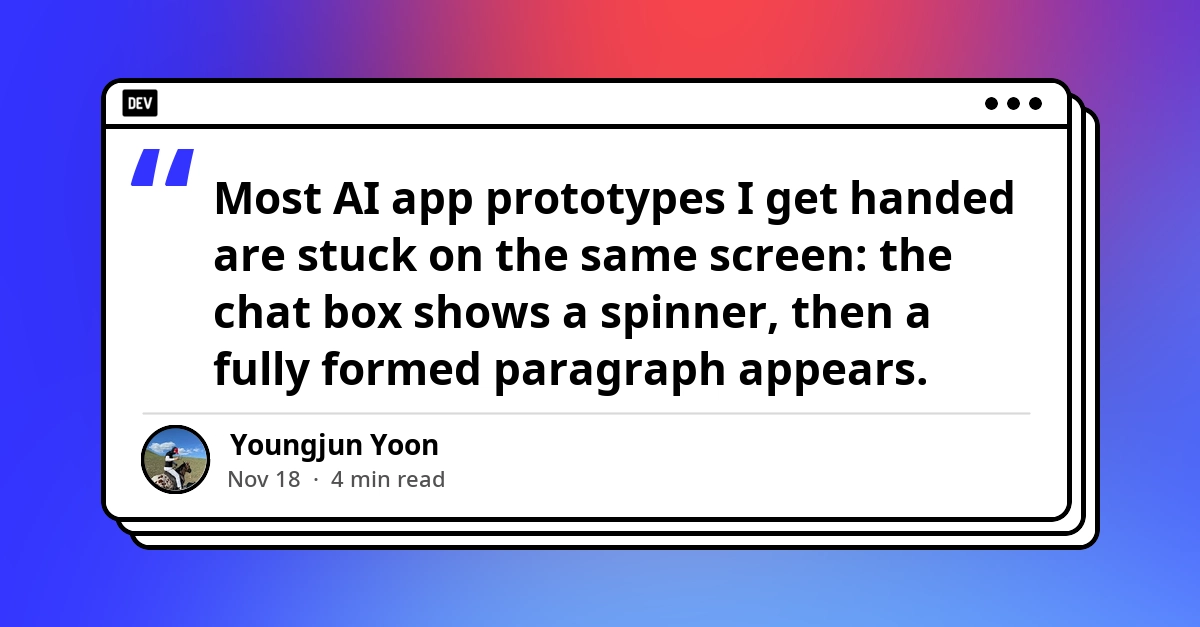 DEV
“
Most AI app prototypes I get handed
are stuck on the same screen: the
chat box shows a spinner, then a
fully formed paragraph appears.
Youngjun Yoon
Nov 18 · 4 min read